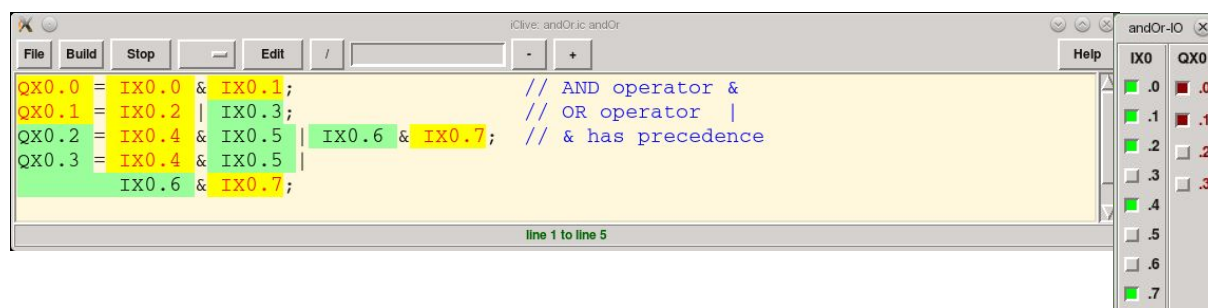 iClive: andOr.ic andOr
File Build Stop Edit / - + Help
QX0.0 = IX0.0 & IX0.1; // AND operator &
QX0.1 = IX0.2 | IX0.3; // OR operator |
QX0.2 = IX0.4 & IX0.5 | IX0.6 & IX0.7; // & has precedence
QX0.3 = IX0.4 & IX0.5 |
IX0.6 & IX0.7;
line 1 to line 5
andOr-IO
IX0 QX0
.0 .0
.1 .1
.2 .2
.3 .3
.4
.5
.6
.7